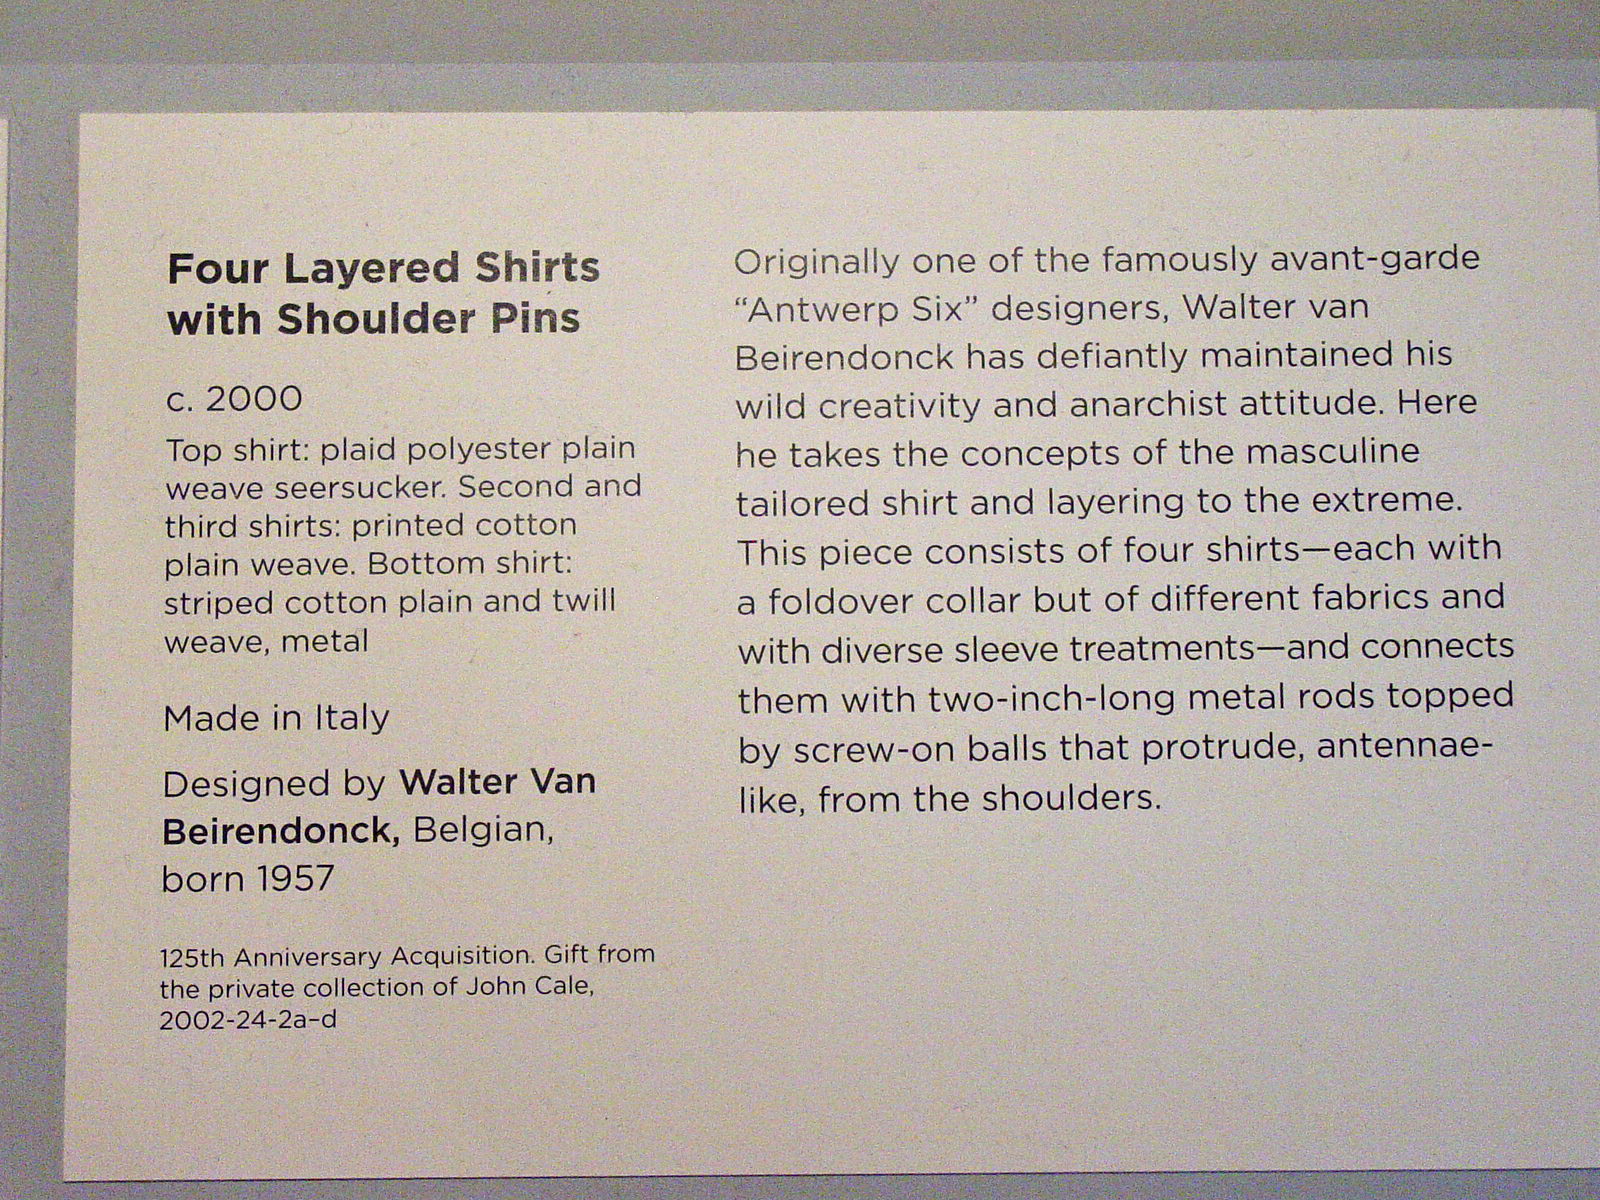 Four Layered Shirts
with Shoulder Pins
c. 2000
Top shirt: plaid polyester plain
weave seersucker. Second and
third shirts: printed cotton
plain weave. Bottom shirt:
striped cotton plain and twill
weave, metal
Made in Italy
Designed by Walter Van
Beirendonck, Belgian,
born 1957
125th Anniversary Acquisition. Gift from
the private collection of John Cale,
2002-24-2a–d
Originally one of the famously avant-garde
“Antwerp Six” designers, Walter van
Beirendonck has defiantly maintained his
wild creativity and anarchist attitude. Here
he takes the concepts of the masculine
tailored shirt and layering to the extreme.
This piece consists of four shirts—each with
a foldover collar but of different fabrics and
with diverse sleeve treatments—and connects
them with two-inch-long metal rods topped
by screw-on balls that protrude, antennae-
like, from the shoulders.